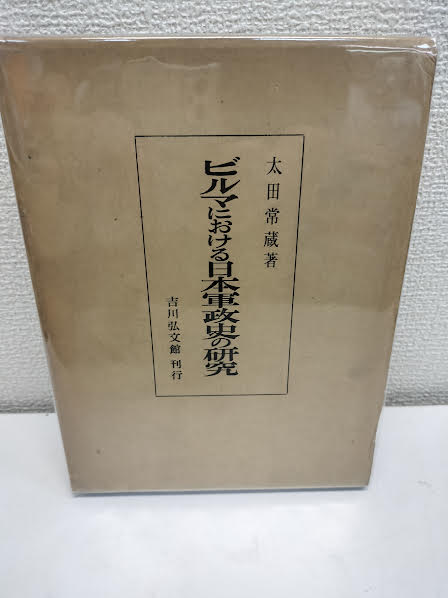 太田常蔵著
ビルマにおける日本軍政史の研究
吉川弘文館 刊行